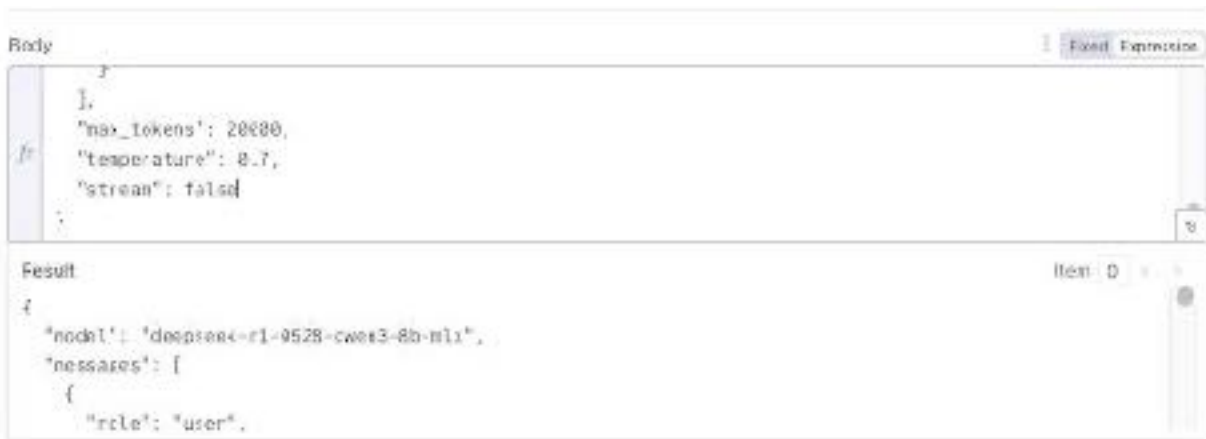 Body
Fixed Expression
}
],
"max_tokens": 20000,
fx
"temperature": 0.7,
"stream": false
}
Result
Item 0
{
"model": "deepseek-r1-0528-qwen3-8b-mlx",
"messages": [
{
"role": "user",